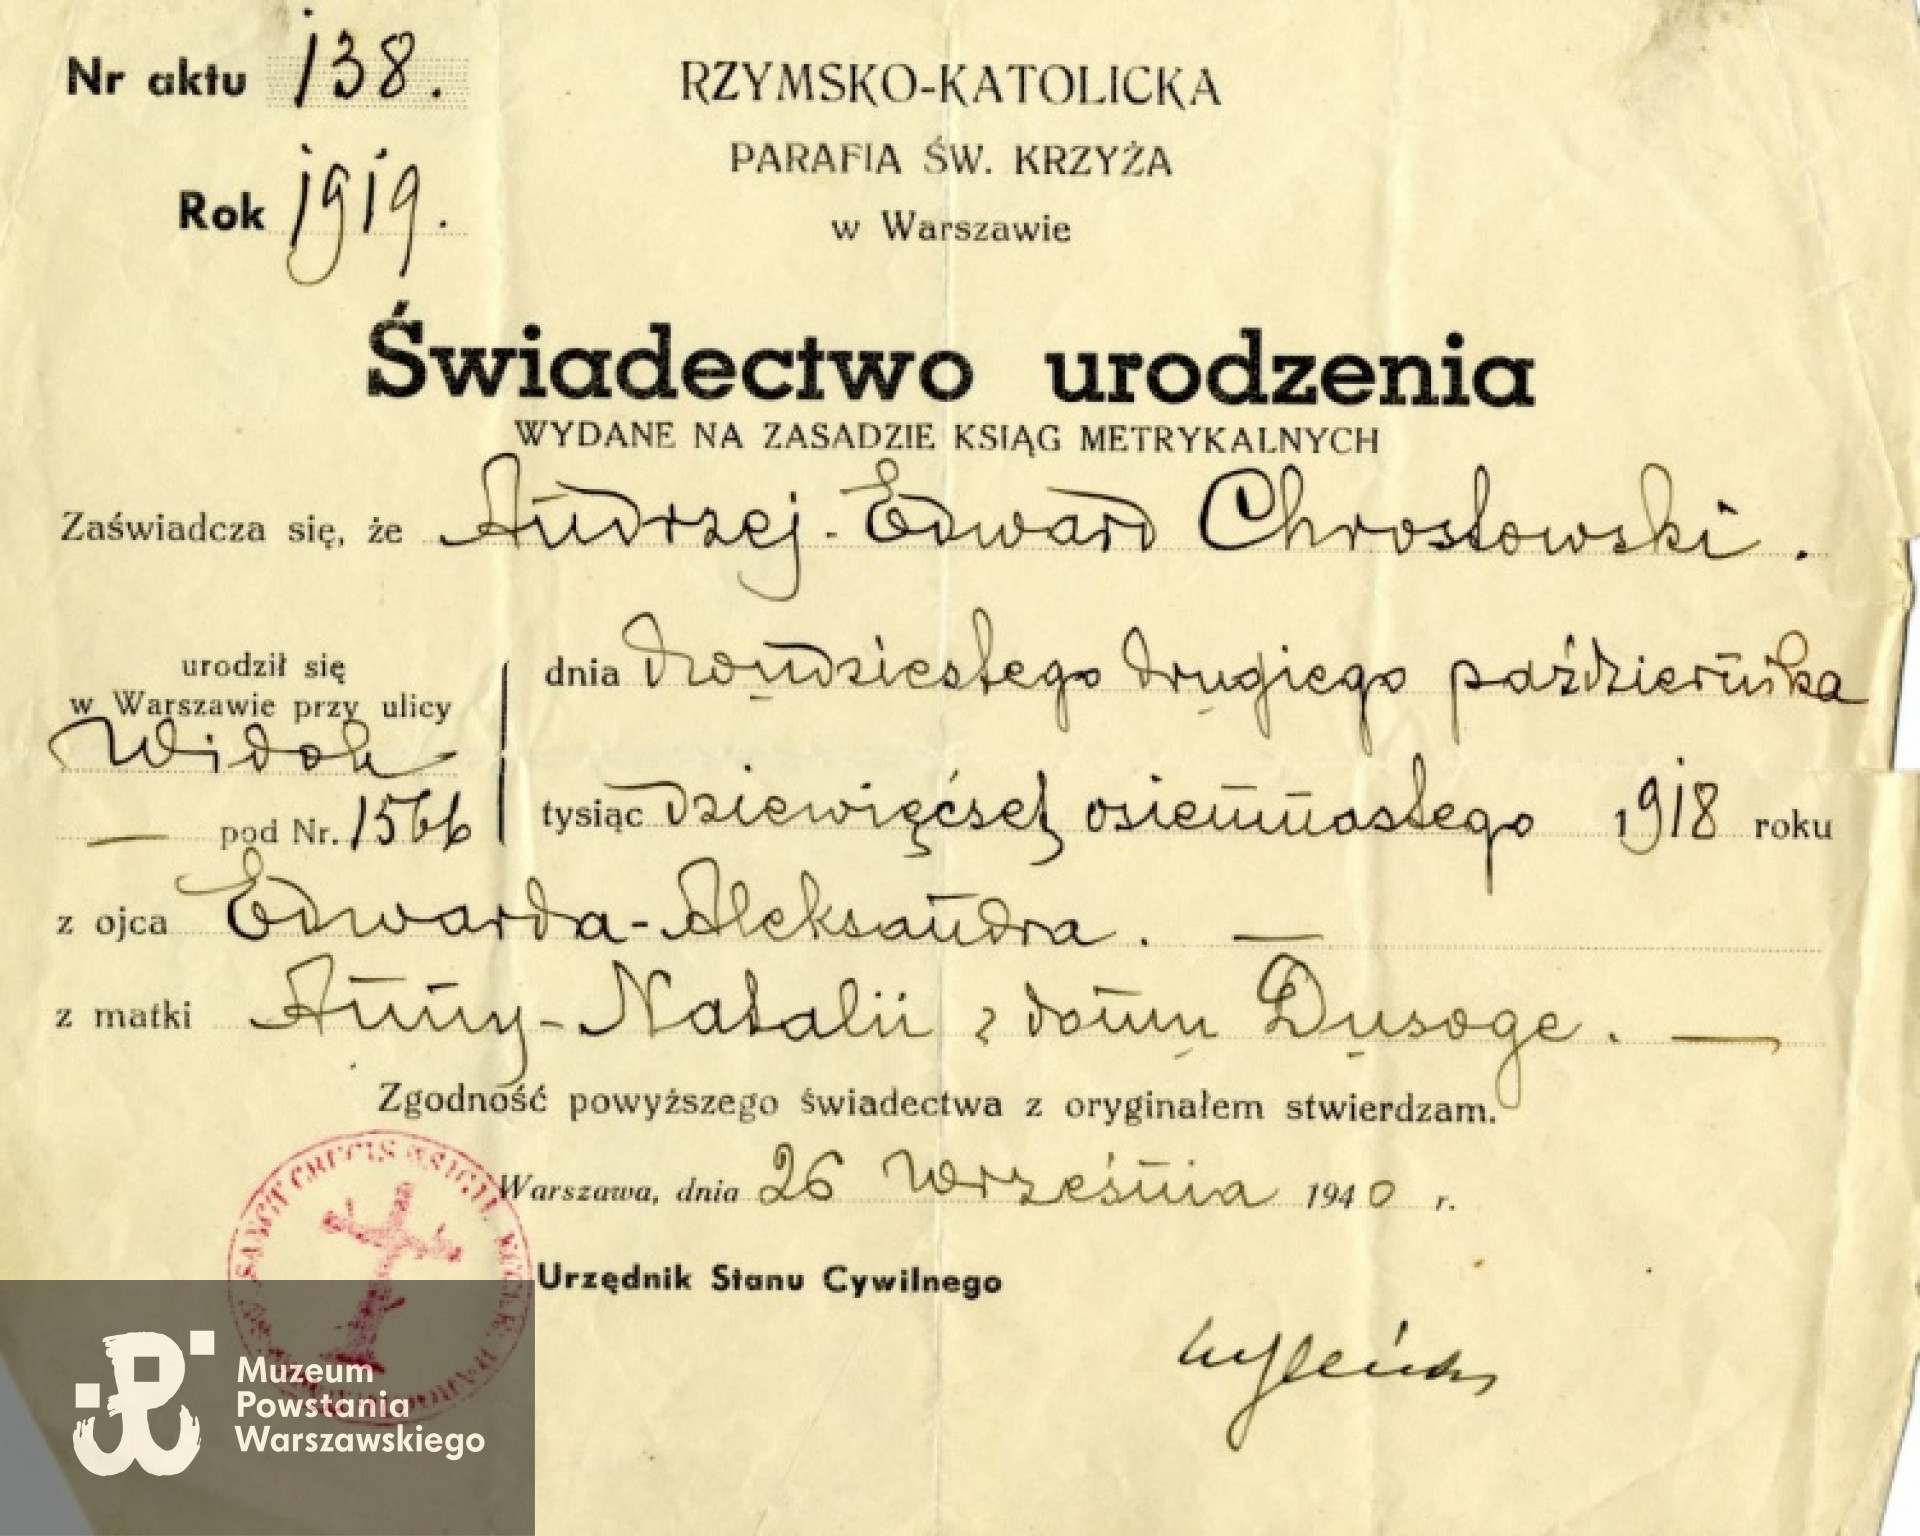 Nr aktu 138.
Rok 1919.
RZYMSKO-KATOLICKA
PARAFIA ŚW. KRZYŻA
w Warszawie
Świadectwo urodzenia
WYDANE NA ZASADZIE KSIĄG METRYKALNYCH
Zaświadcza się, że Andrzej-Edward Chrostowski.
urodził się
w Warszawie przy ulicy
Widok
— pod Nr. 1566
dnia dwudziestego drugiego października
tysiąc dziewięćset osiemnastego 1918 roku
z ojca Edwarda-Aleksandra. —
z matki Anny-Natalii z domu Dusoge. —
Zgodność powyższego świadectwa z oryginałem stwierdzam.
Warszawa, dnia 26 Września 1940 r.
Urzędnik Stanu Cywilnego
SANCT CRUCIS
Muzeum
Powstania
Warszawskiego